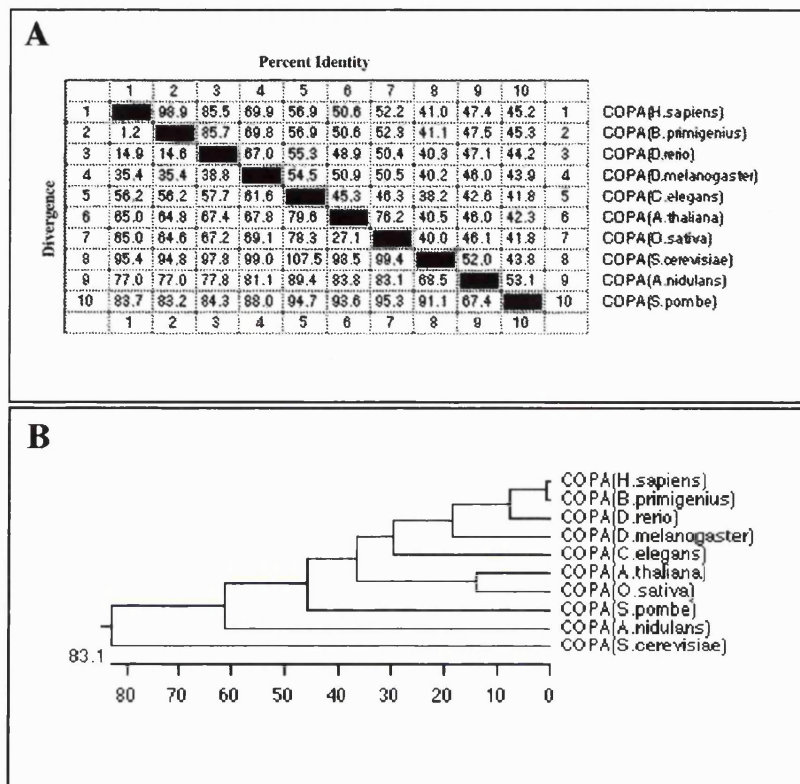 A
Percent Identity
1 2 3 4 5 6 7 8 9 10
1 98.9 85.5 69.9 56.9 50.6 52.2 41.0 47.4 45.2 1 COPA(H.sapiens)
2 1.2 85.7 69.8 56.9 50.6 52.3 41.1 47.5 45.3 2 COPA(B.primigenius)
3 14.9 14.6 67.0 55.3 48.9 50.4 40.3 47.1 44.2 3 COPA(D.rerio)
4 35.4 35.4 38.8 54.5 50.9 50.5 40.2 46.0 43.9 4 COPA(D.melanogaster)
5 56.2 56.2 57.7 61.6 45.3 46.3 38.2 42.6 41.8 5 COPA(C.elegans)
6 65.0 64.8 67.4 67.8 79.6 76.2 40.5 46.0 42.3 6 COPA(A.thaliana)
7 65.0 64.6 67.2 69.1 78.3 27.1 40.0 46.1 41.8 7 COPA(O.sativa)
8 95.4 94.8 97.8 99.0 107.5 98.5 99.4 52.0 43.8 8 COPA(S.cerevisiae)
9 77.0 77.0 77.8 81.1 89.4 83.8 83.1 68.5 53.1 9 COPA(A.nidulans)
10 83.7 83.2 84.3 88.0 94.7 93.6 95.3 91.1 67.4 10 COPA(S.pombe)
1 2 3 4 5 6 7 8 9 10
Divergence
B
COPA(H.sapiens)
COPA(B.primigenius)
COPA(D.rerio)
COPA(D.melanogaster)
COPA(C.elegans)
COPA(A.thaliana)
COPA(O.sativa)
COPA(S.pombe)
COPA(A.nidulans)
COPA(S.cerevisiae)
83.1
80 70 60 50 40 30 20 10 0